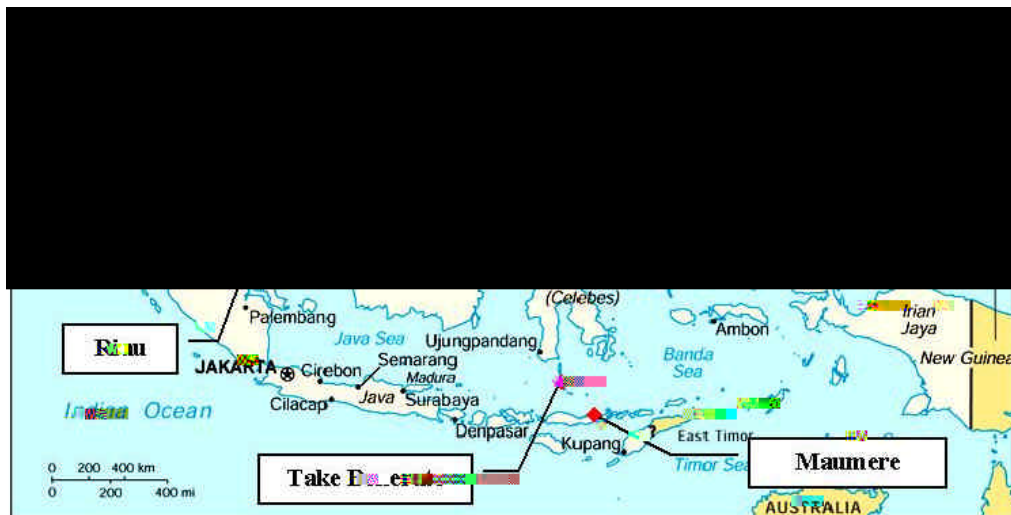 (Celebes)
Palembang
Irian
Jaya
Java Sea
Ujungpandang
Ambon
Banda
Sea
New Guinea
Semarang
JAKARTA
Cirebon
Madura
Java
Surabaya
Cilacap
Ocean
Denpasar
Kupang
East Timor
Timor Sea
Maumere
Take
0 200 400 km
0 200 400 mi
AUSTRALIA